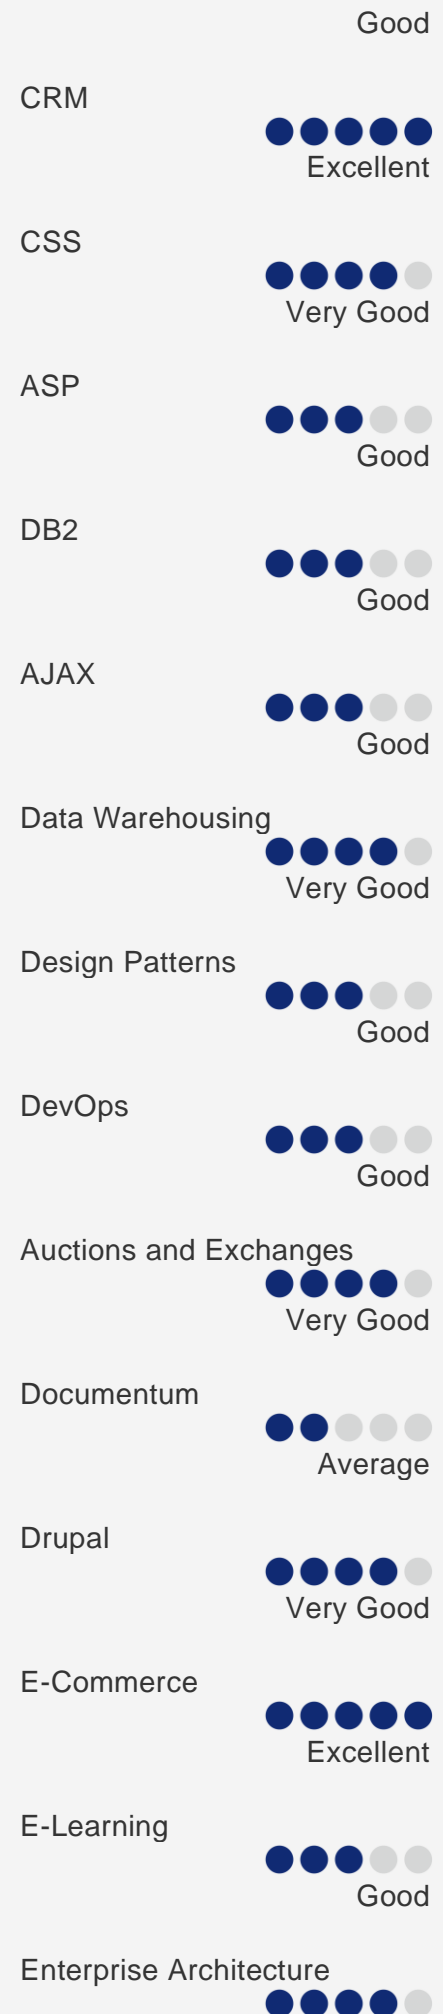 Good
CRM
Excellent
CSS
Very Good
ASP
Good
DB2
Good
AJAX
Good
Data Warehousing
Very Good
Design Patterns
Good
DevOps
Good
Auctions and Exchanges
Very Good
Documentum
Average
Drupal
Very Good
E-Commerce
Excellent
E-Learning
Good
Enterprise Architecture